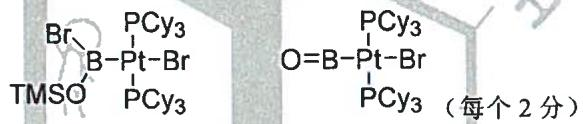 PCy3 PCy3
Br
B-Pt-Br O=B-Pt-Br
TMSO
PCy3 PCy3 (每个2分)